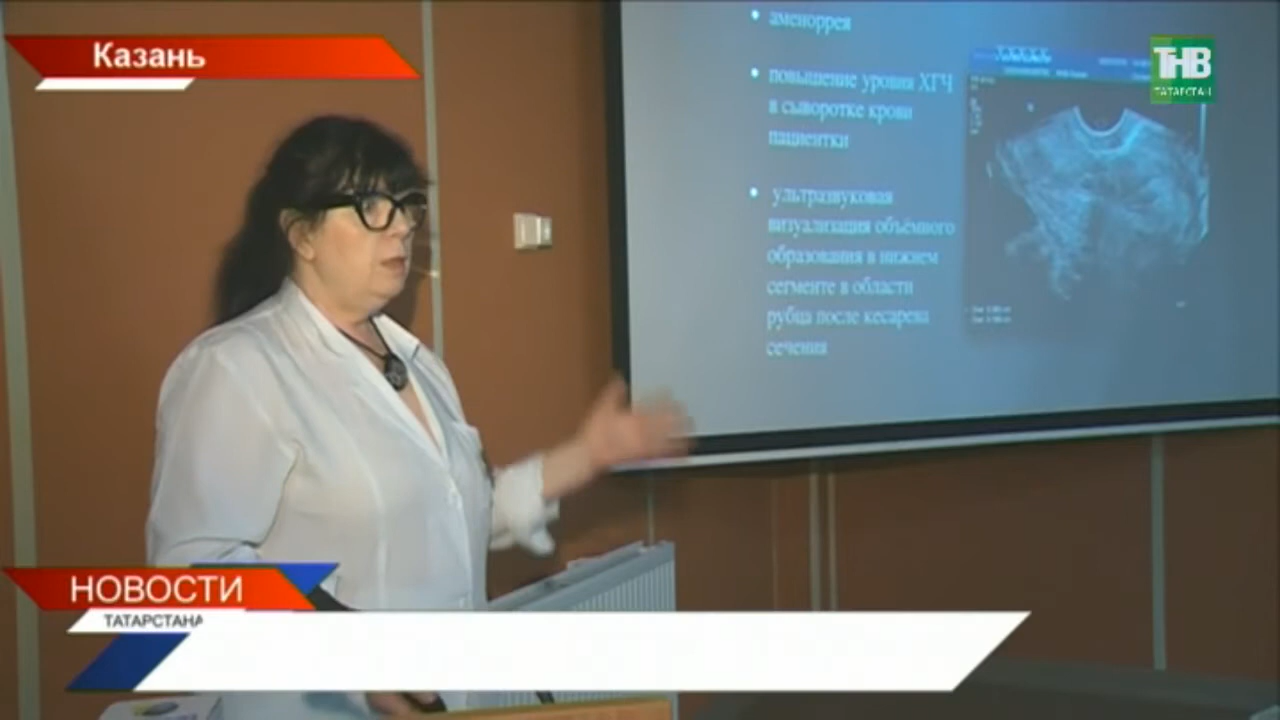 Казань
ТНВ
ТАТАРСТАН
• аменоррея
• повышение уровня ХГЧ
в сыворотке крови
пациентки
• ультразвуковая
визуализация объёмного
образования в нижнем
сегменте в области
рубца после кесарева
сечения
НОВОСТИ
ТАТАРСТАНА